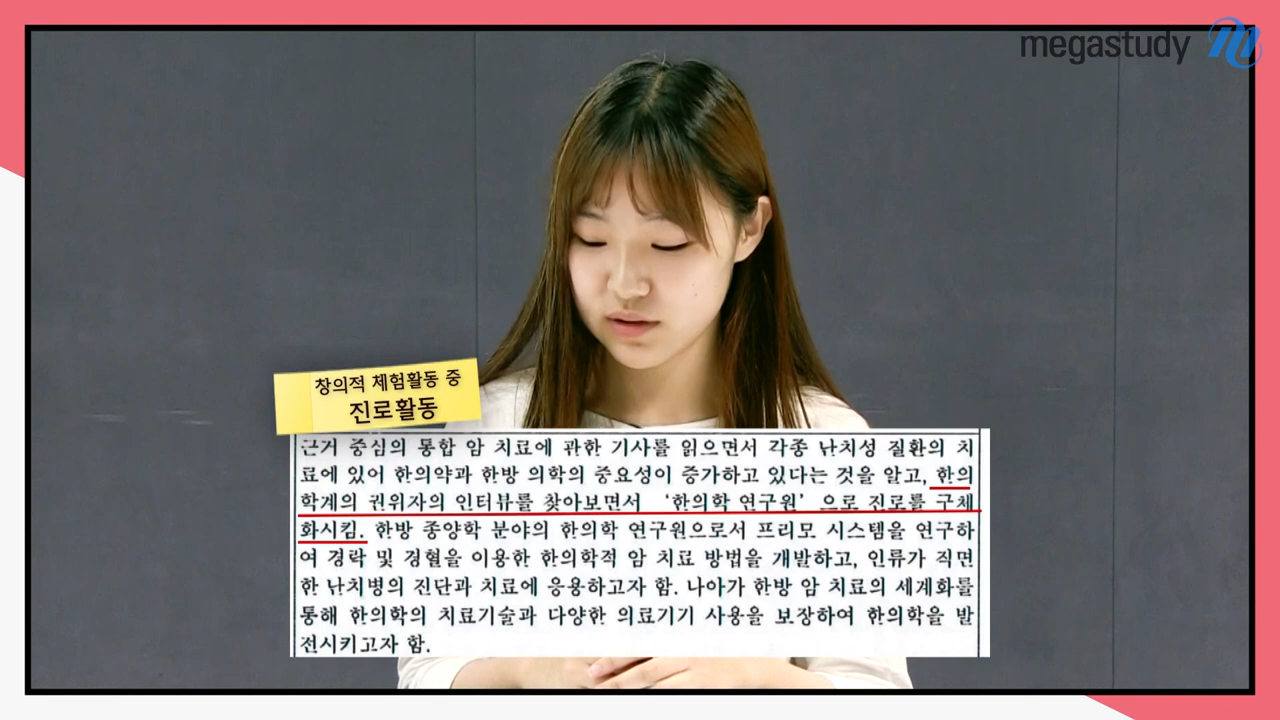 megastudy
창의적 체험활동 중
진로활동
근거 중심의 통합 암 치료에 관한 기사를 읽으면서 각종 난치성 질환의 치
료에 있어 한의약과 한방 의학의 중요성이 증가하고 있다는 것을 알고, 한의
학계의 권위자의 인터뷰를 찾아보면서 ‘한의학 연구원’ 으로 진로를 구체
화시킴. 한방 종양학 분야의 한의학 연구원으로서 프리모 시스템을 연구하
여 경락 및 경혈을 이용한 한의학적 암 치료 방법을 개발하고, 인류가 직면
한 난치병의 진단과 치료에 응용하고자 함. 나아가 한방 암 치료의 세계화를
통해 한의학의 치료기술과 다양한 의료기기 사용을 보장하여 한의학을 발
전시키고자 함.